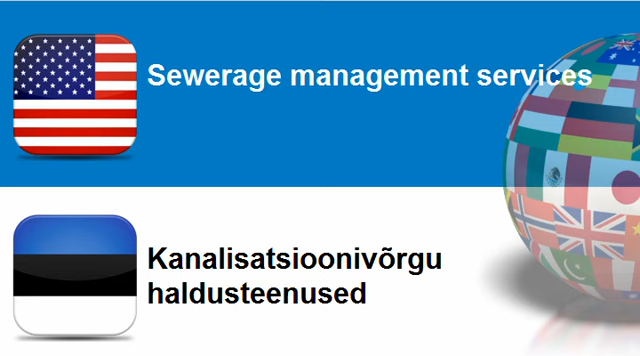 Sewerage management services
Kanalisatsioonivõrgu
haldusteenused